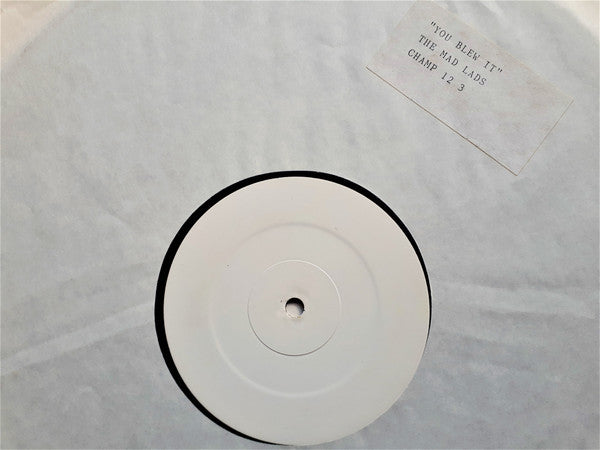 "YOU BLEW IT"
THE MAD LADS
CHAMP 12 3